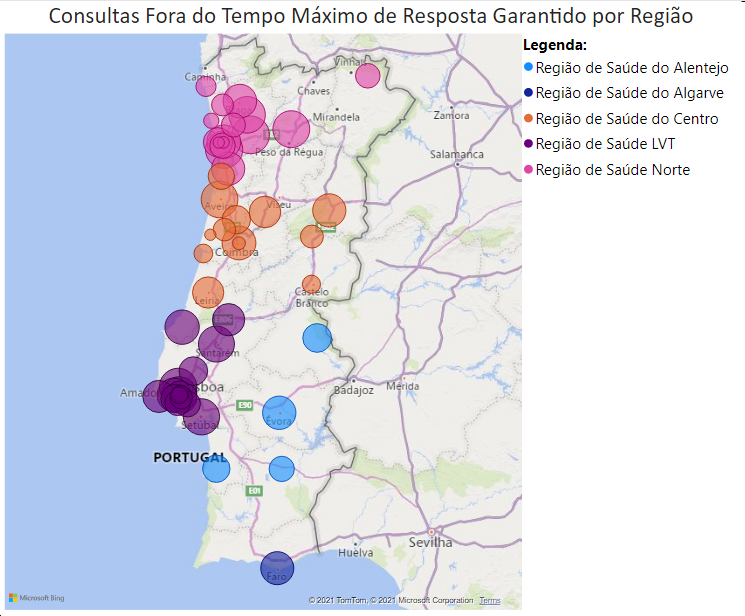 Consultas Fora do Tempo Máximo de Resposta Garantido por Região
Legenda:
Região de Saúde do Alentejo
Região de Saúde do Algarve
Região de Saúde do Centro
Região de Saúde LVT
Região de Saúde Norte
Caminha
Vinhais
Chaves
Mirandela
Zamora
Peso da Régua
Salamanca
Aveiro
Viseu
Coimbra
Leiria
Castelo
Branco
Santarém
Amado
sboa
Badajoz
Mérida
E90
Évora
Setúbal
PORTUGAL
E01
Sevilha
Huelva
Faro
Microsoft Bing
© 2021 TomTom, © 2021 Microsoft Corporation Terms